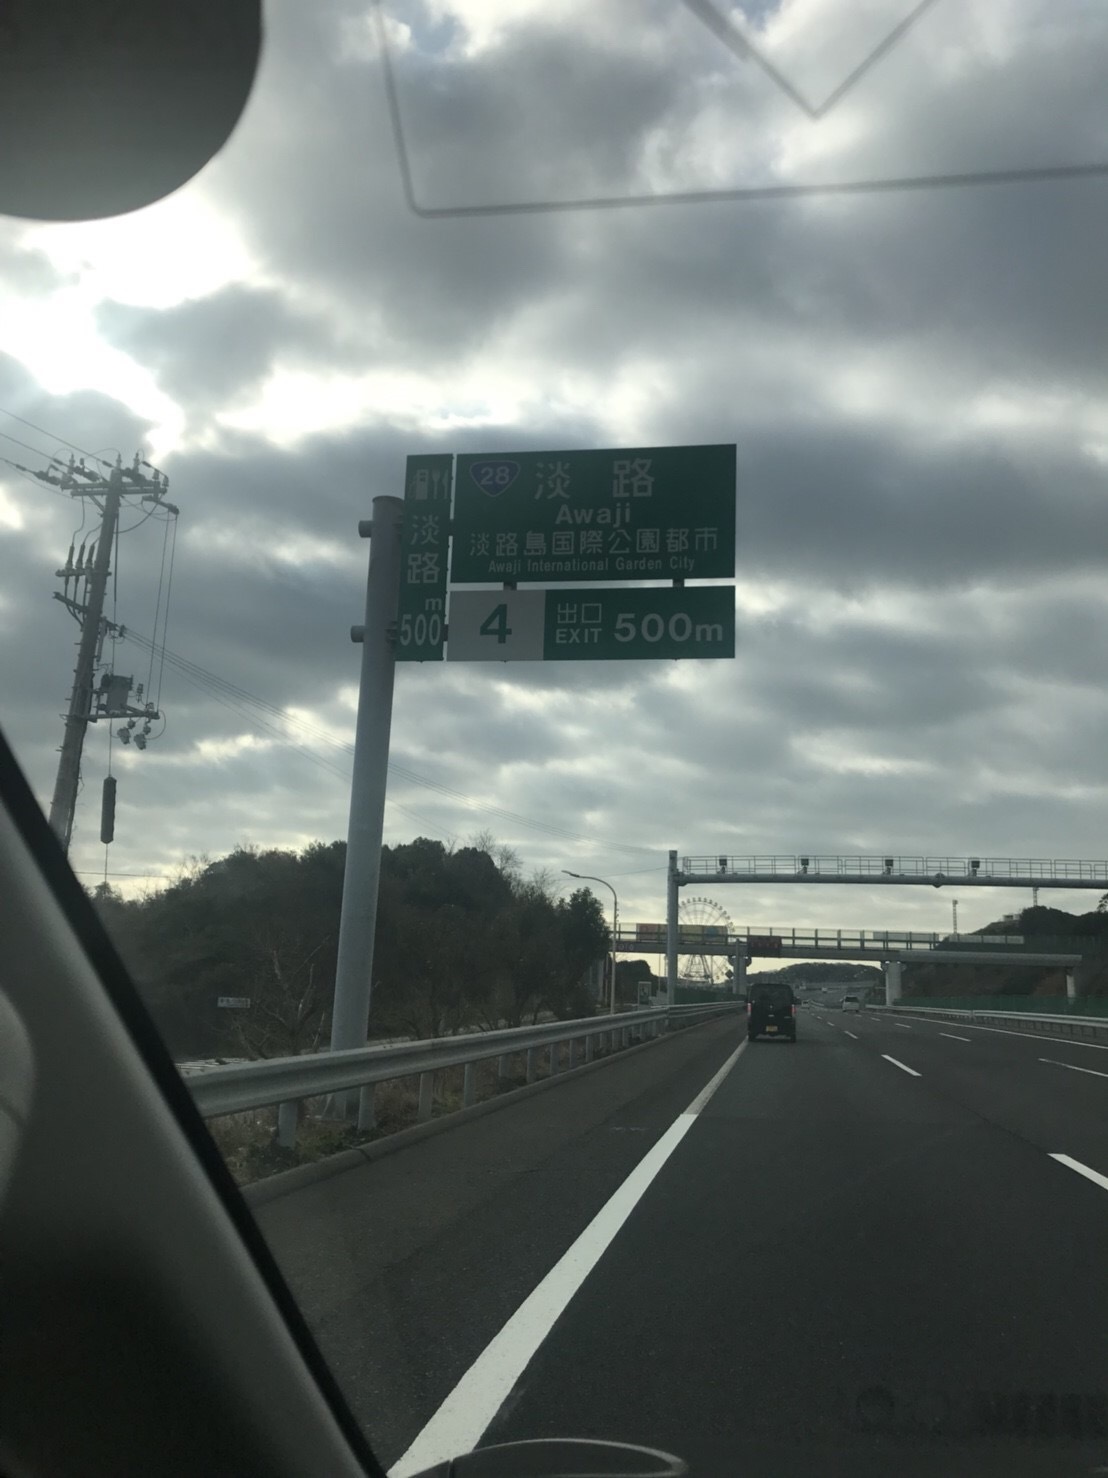 28 淡路
Awaji
淡路島国際公園都市
Awaji International Garden City
4 出口 EXIT 500m
淡路
m
500